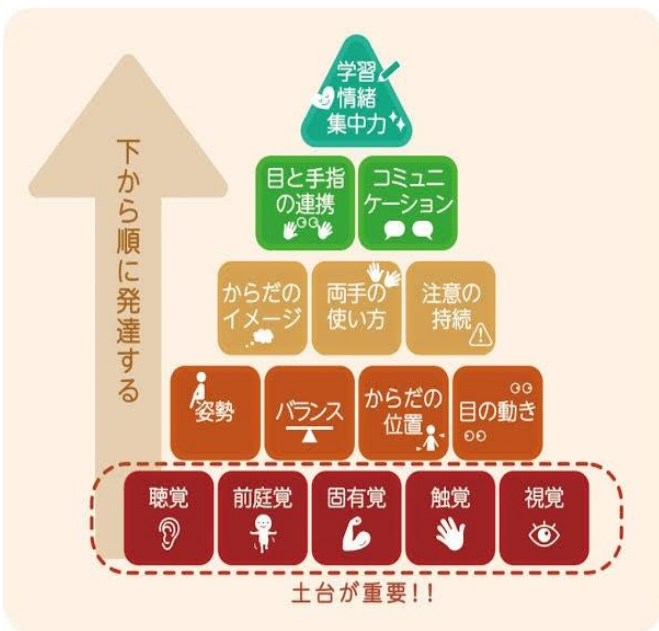 学習
情緒
集中力
目と手指
の連携
コミュニ
ケーション
からだの
イメージ
両手の
使い方
注意の
持続
姿勢
バランス
からだの
位置
目の動き
聴覚
前庭覚
固有覚
触覚
視覚
土台が重要!!
下から順に発達する